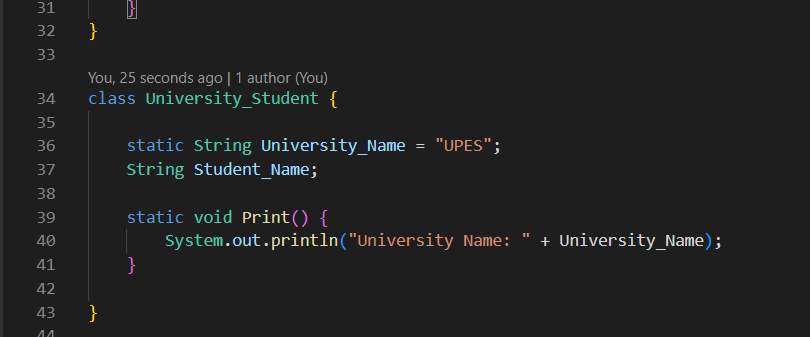 31 }
32 }
33
You, 25 seconds ago | 1 author (You)
34 class University_Student {
35
36 static String University_Name = "UPES";
37 String Student_Name;
38
39 static void Print() {
40 System.out.println("University Name: " + University_Name);
41 }
42
43 }
44